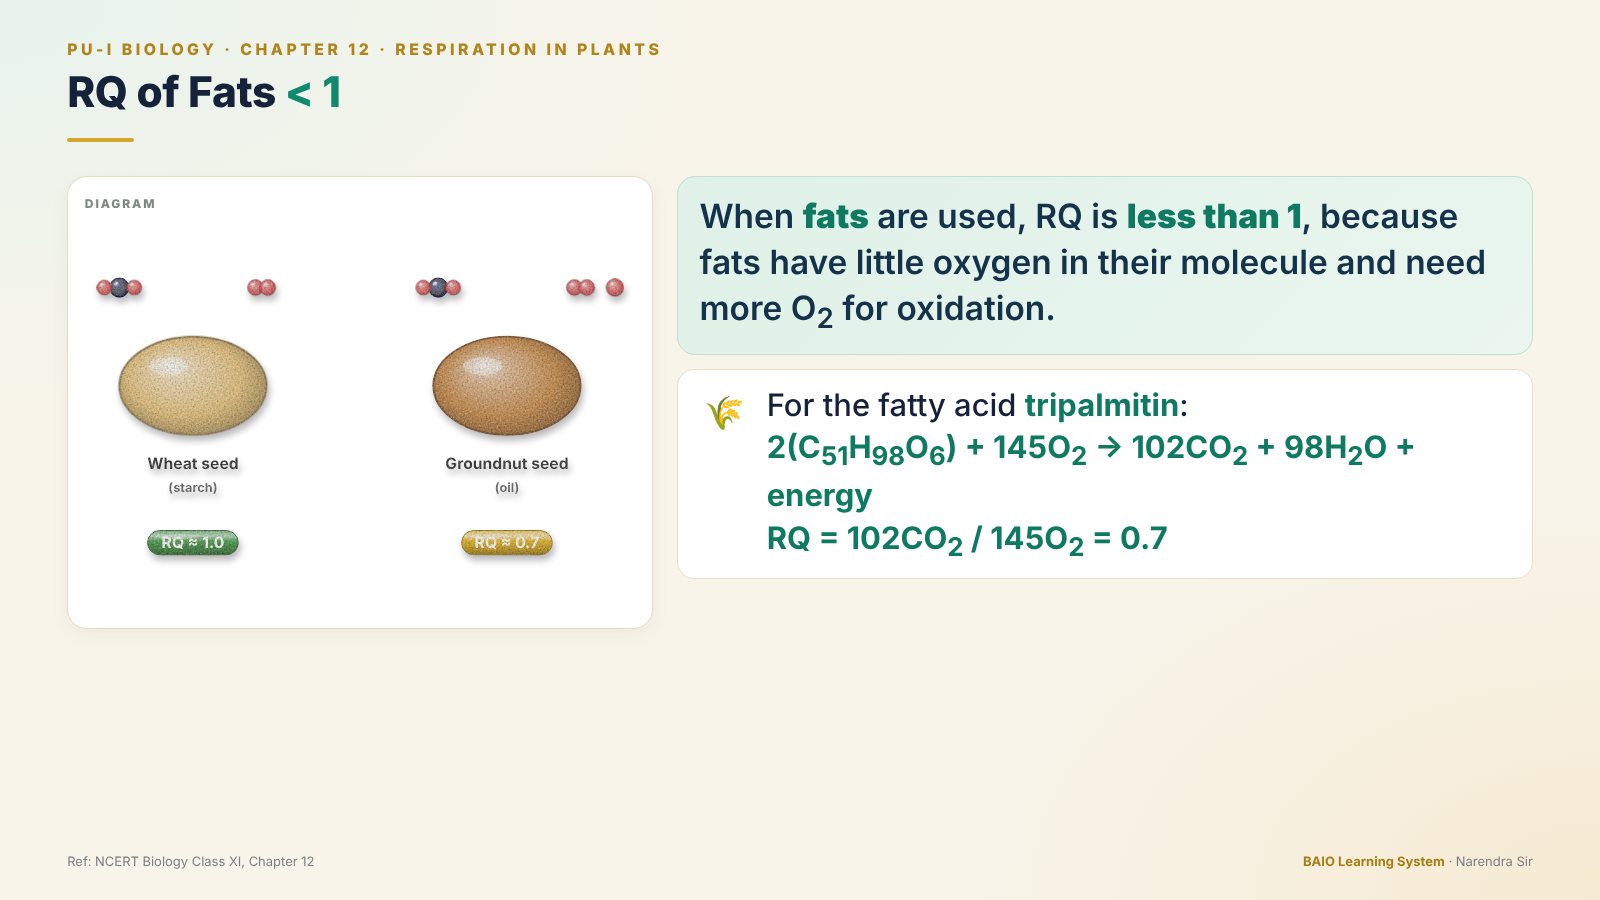 PU-I BIOLOGY · CHAPTER 12 · RESPIRATION IN PLANTS
RQ of Fats < 1
DIAGRAM
Wheat seed
(starch)
RQ ≈ 1.0
Groundnut seed
(oil)
RQ ≈ 0.7
When fats are used, RQ is less than 1, because
fats have little oxygen in their molecule and need
more O₂ for oxidation.
For the fatty acid tripalmitin:
2(C₅₁H₉₈O₆) + 145O₂ → 102CO₂ + 98H₂O +
energy
RQ = 102CO₂ / 145O₂ = 0.7
Ref: NCERT Biology Class XI, Chapter 12
BAIO Learning System · Narendra Sir